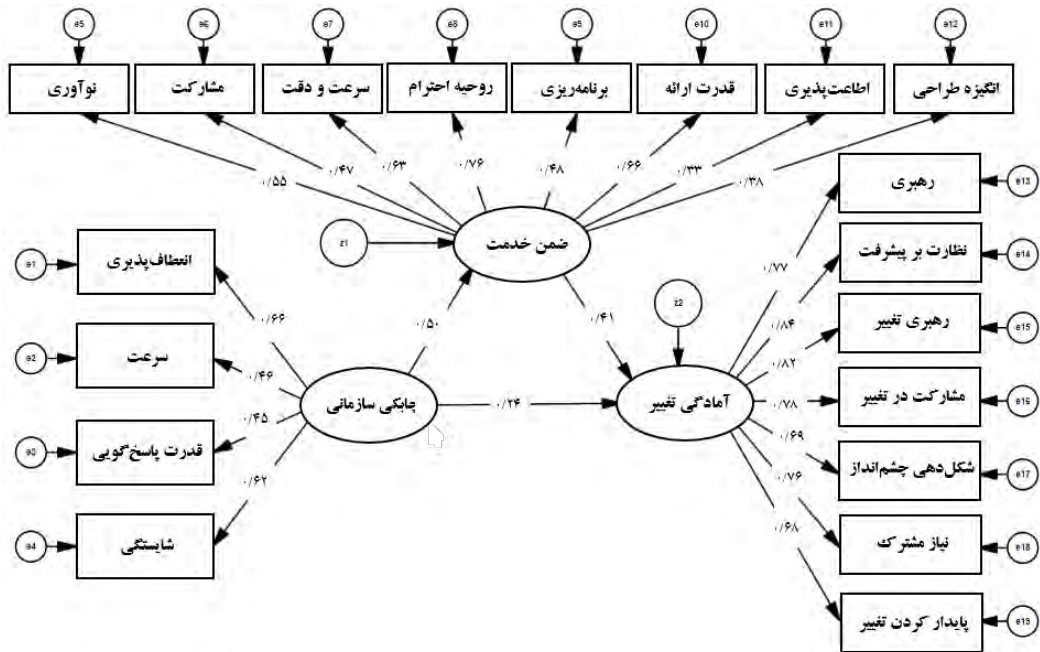 e5
e6
e7
e8
e9
e10
e11
e12
نوآوری
مشارکت
سرعت و دقت
روحیه احترام
برنامه‌ریزی
قدرت ارائه
اطاعت‌پذیری
انگیزه طراحی
۰/۵۵
۰/۴۷
۰/۶۳
۰/۷۶
۰/۴۸
۰/۶۶
۰/۳۳
۰/۳۸
z1
ضمن خدمت
e1
انعطاف‌پذیری
۰/۶۶
e2
سرعت
۰/۴۶
e3
قدرت پاسخ‌گویی
۰/۴۵
e4
شایستگی
۰/۶۲
چابکی سازمانی
۰/۵۰
۰/۲۴
۰/۴۱
z2
آمادگی تغییر
۰/۷۷
رهبری
e13
۰/۸۴
نظارت بر پیشرفت
e14
۰/۸۲
رهبری تغییر
e15
۰/۷۸
مشارکت در تغییر
e16
۰/۶۹
شکل‌دهی چشم‌انداز
e17
۰/۷۶
نیاز مشترك
e18
۰/۶۸
پایدار کردن تغییر
e19